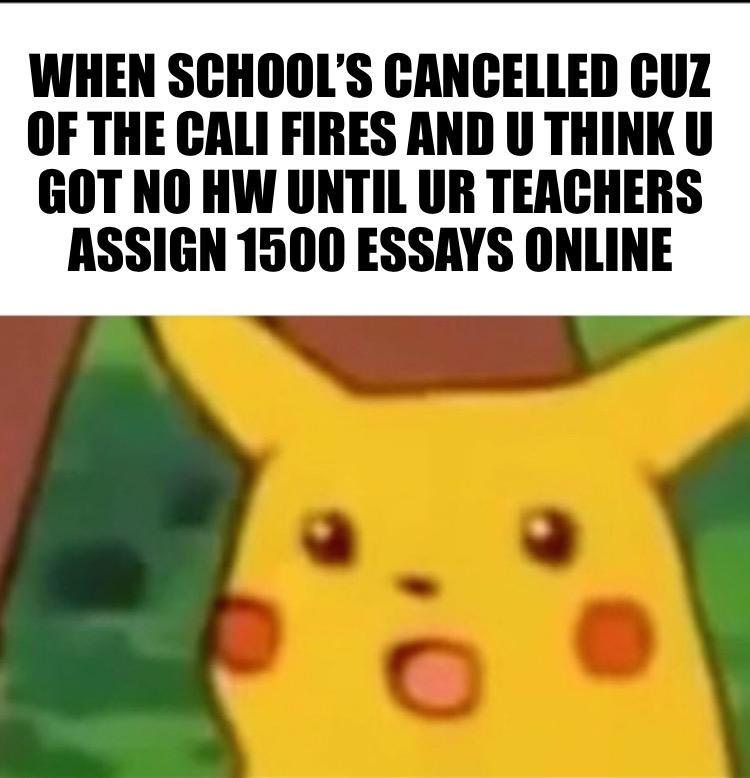 WHEN SCHOOL’S CANCELLED CUZ
OF THE CALI FIRES AND U THINK U
GOT NO HW UNTIL UR TEACHERS
ASSIGN 1500 ESSAYS ONLINE